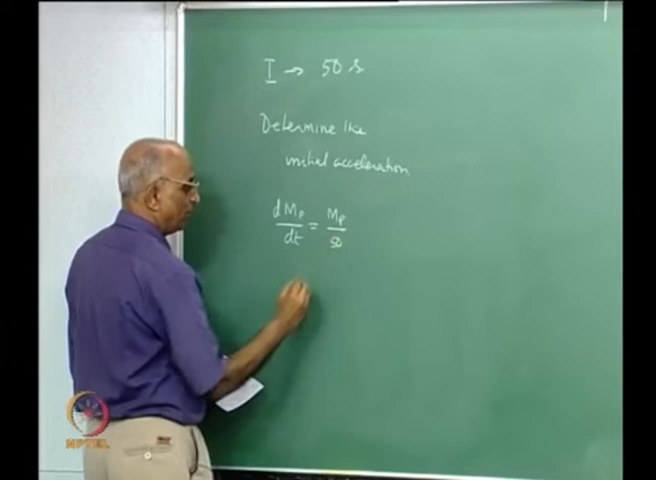 I → 50 s
Determine the
initial acceleration
dMp/dt = Mp/50
NPTEL